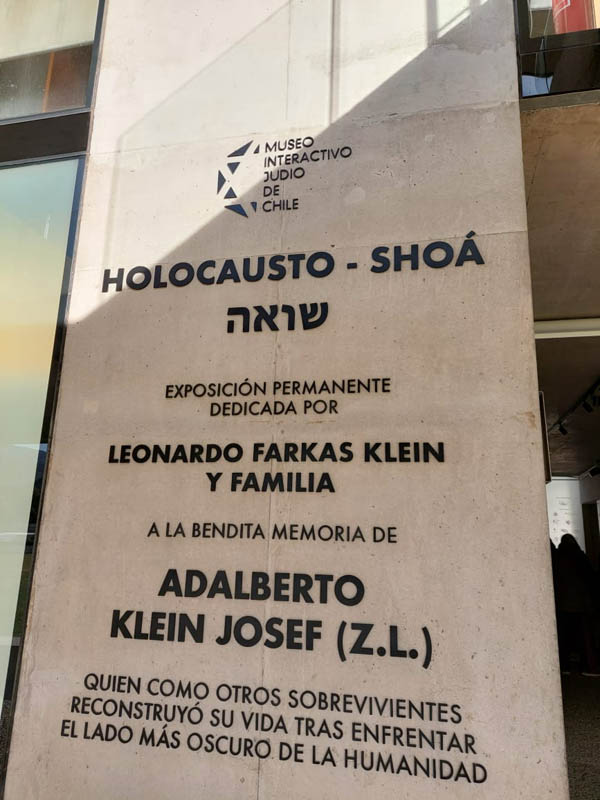 MUSEO
INTERACTIVO
JUDIO
DE
CHILE
HOLOCAUSTO - SHOÁ
שואה
EXPOSICIÓN PERMANENTE
DEDICADA POR
LEONARDO FARKAS KLEIN
Y FAMILIA
A LA BENDITA MEMORIA DE
ADALBERTO
KLEIN JOSEF (Z.L.)
QUIEN COMO OTROS SOBREVIVIENTES
RECONSTRUYÓ SU VIDA TRAS ENFRENTAR
EL LADO MÁS OSCURO DE LA HUMANIDAD